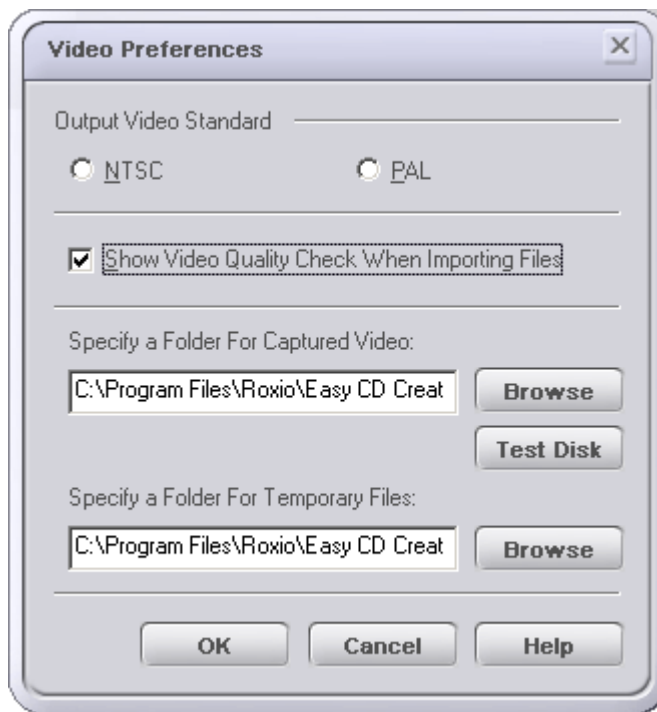 Video Preferences
Output Video Standard
NTSC
PAL
Show Video Quality Check When Importing Files
Specify a Folder For Captured Video:
C:\Program Files\Roxio\Easy CD Creat
Browse
Test Disk
Specify a Folder For Temporary Files:
C:\Program Files\Roxio\Easy CD Creat
Browse
OK
Cancel
Help